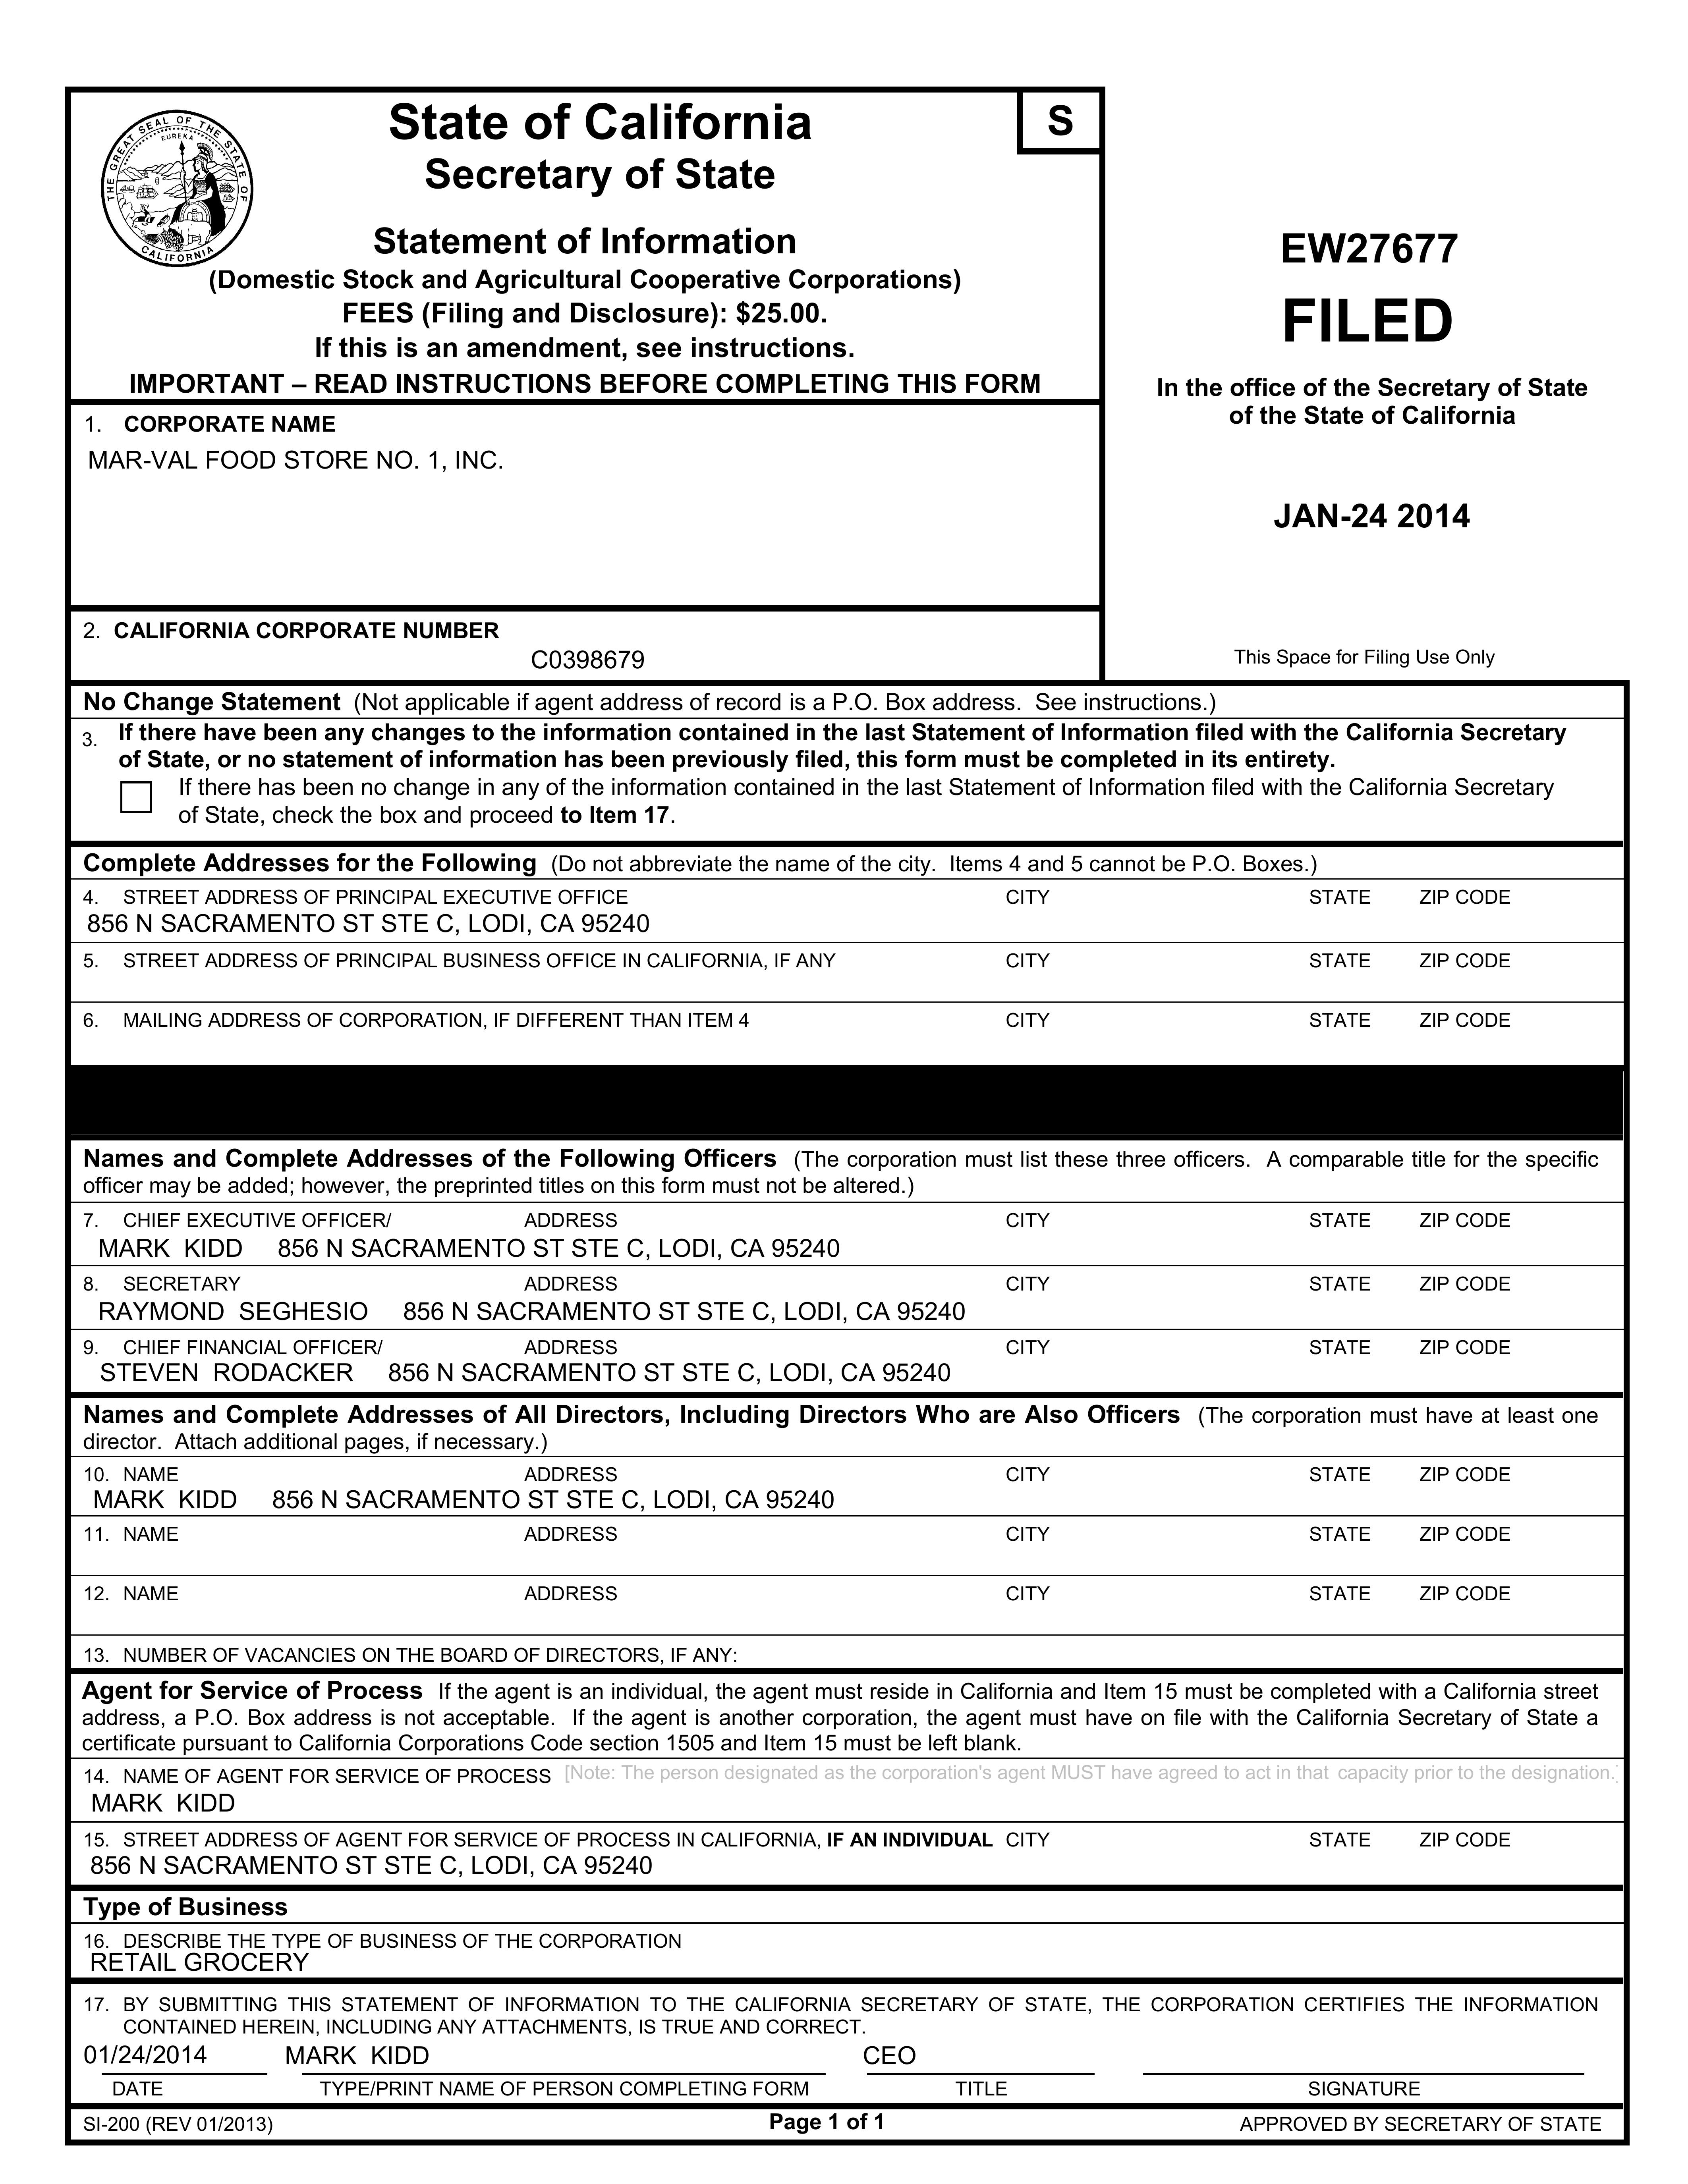 THE GREAT SEAL OF THE STATE OF CALIFORNIA
EUREKA
State of California
Secretary of State
S
Statement of Information
(Domestic Stock and Agricultural Cooperative Corporations)
FEES (Filing and Disclosure): $25.00.
If this is an amendment, see instructions.
IMPORTANT – READ INSTRUCTIONS BEFORE COMPLETING THIS FORM
EW27677
FILED
In the office of the Secretary of State
of the State of California
JAN-24 2014
1. CORPORATE NAME
MAR-VAL FOOD STORE NO. 1, INC.
2. CALIFORNIA CORPORATE NUMBER
C0398679
This Space for Filing Use Only
No Change Statement (Not applicable if agent address of record is a P.O. Box address. See instructions.)
3. If there have been any changes to the information contained in the last Statement of Information filed with the California Secretary
of State, or no statement of information has been previously filed, this form must be completed in its entirety.
If there has been no change in any of the information contained in the last Statement of Information filed with the California Secretary
of State, check the box and proceed to Item 17.
Complete Addresses for the Following (Do not abbreviate the name of the city. Items 4 and 5 cannot be P.O. Boxes.)
4. STREET ADDRESS OF PRINCIPAL EXECUTIVE OFFICE CITY STATE ZIP CODE
856 N SACRAMENTO ST STE C, LODI, CA 95240
5. STREET ADDRESS OF PRINCIPAL BUSINESS OFFICE IN CALIFORNIA, IF ANY CITY STATE ZIP CODE
6. MAILING ADDRESS OF CORPORATION, IF DIFFERENT THAN ITEM 4 CITY STATE ZIP CODE
Names and Complete Addresses of the Following Officers (The corporation must list these three officers. A comparable title for the specific
officer may be added; however, the preprinted titles on this form must not be altered.)
7. CHIEF EXECUTIVE OFFICER/ ADDRESS CITY STATE ZIP CODE
MARK KIDD 856 N SACRAMENTO ST STE C, LODI, CA 95240
8. SECRETARY ADDRESS CITY STATE ZIP CODE
RAYMOND SEGHESIO 856 N SACRAMENTO ST STE C, LODI, CA 95240
9. CHIEF FINANCIAL OFFICER/ ADDRESS CITY STATE ZIP CODE
STEVEN RODACKER 856 N SACRAMENTO ST STE C, LODI, CA 95240
Names and Complete Addresses of All Directors, Including Directors Who are Also Officers (The corporation must have at least one
director. Attach additional pages, if necessary.)
10. NAME ADDRESS CITY STATE ZIP CODE
MARK KIDD 856 N SACRAMENTO ST STE C, LODI, CA 95240
11. NAME ADDRESS CITY STATE ZIP CODE
12. NAME ADDRESS CITY STATE ZIP CODE
13. NUMBER OF VACANCIES ON THE BOARD OF DIRECTORS, IF ANY:
Agent for Service of Process If the agent is an individual, the agent must reside in California and Item 15 must be completed with a California street
address, a P.O. Box address is not acceptable. If the agent is another corporation, the agent must have on file with the California Secretary of State a
certificate pursuant to California Corporations Code section 1505 and Item 15 must be left blank.
14. NAME OF AGENT FOR SERVICE OF PROCESS [Note: The person designated as the corporation's agent MUST have agreed to act in that capacity prior to the designation.]
MARK KIDD
15. STREET ADDRESS OF AGENT FOR SERVICE OF PROCESS IN CALIFORNIA, IF AN INDIVIDUAL CITY STATE ZIP CODE
856 N SACRAMENTO ST STE C, LODI, CA 95240
Type of Business
16. DESCRIBE THE TYPE OF BUSINESS OF THE CORPORATION
RETAIL GROCERY
17. BY SUBMITTING THIS STATEMENT OF INFORMATION TO THE CALIFORNIA SECRETARY OF STATE, THE CORPORATION CERTIFIES THE INFORMATION
CONTAINED HEREIN, INCLUDING ANY ATTACHMENTS, IS TRUE AND CORRECT.
01/24/2014 MARK KIDD CEO
DATE TYPE/PRINT NAME OF PERSON COMPLETING FORM TITLE SIGNATURE
SI-200 (REV 01/2013) Page 1 of 1 APPROVED BY SECRETARY OF STATE